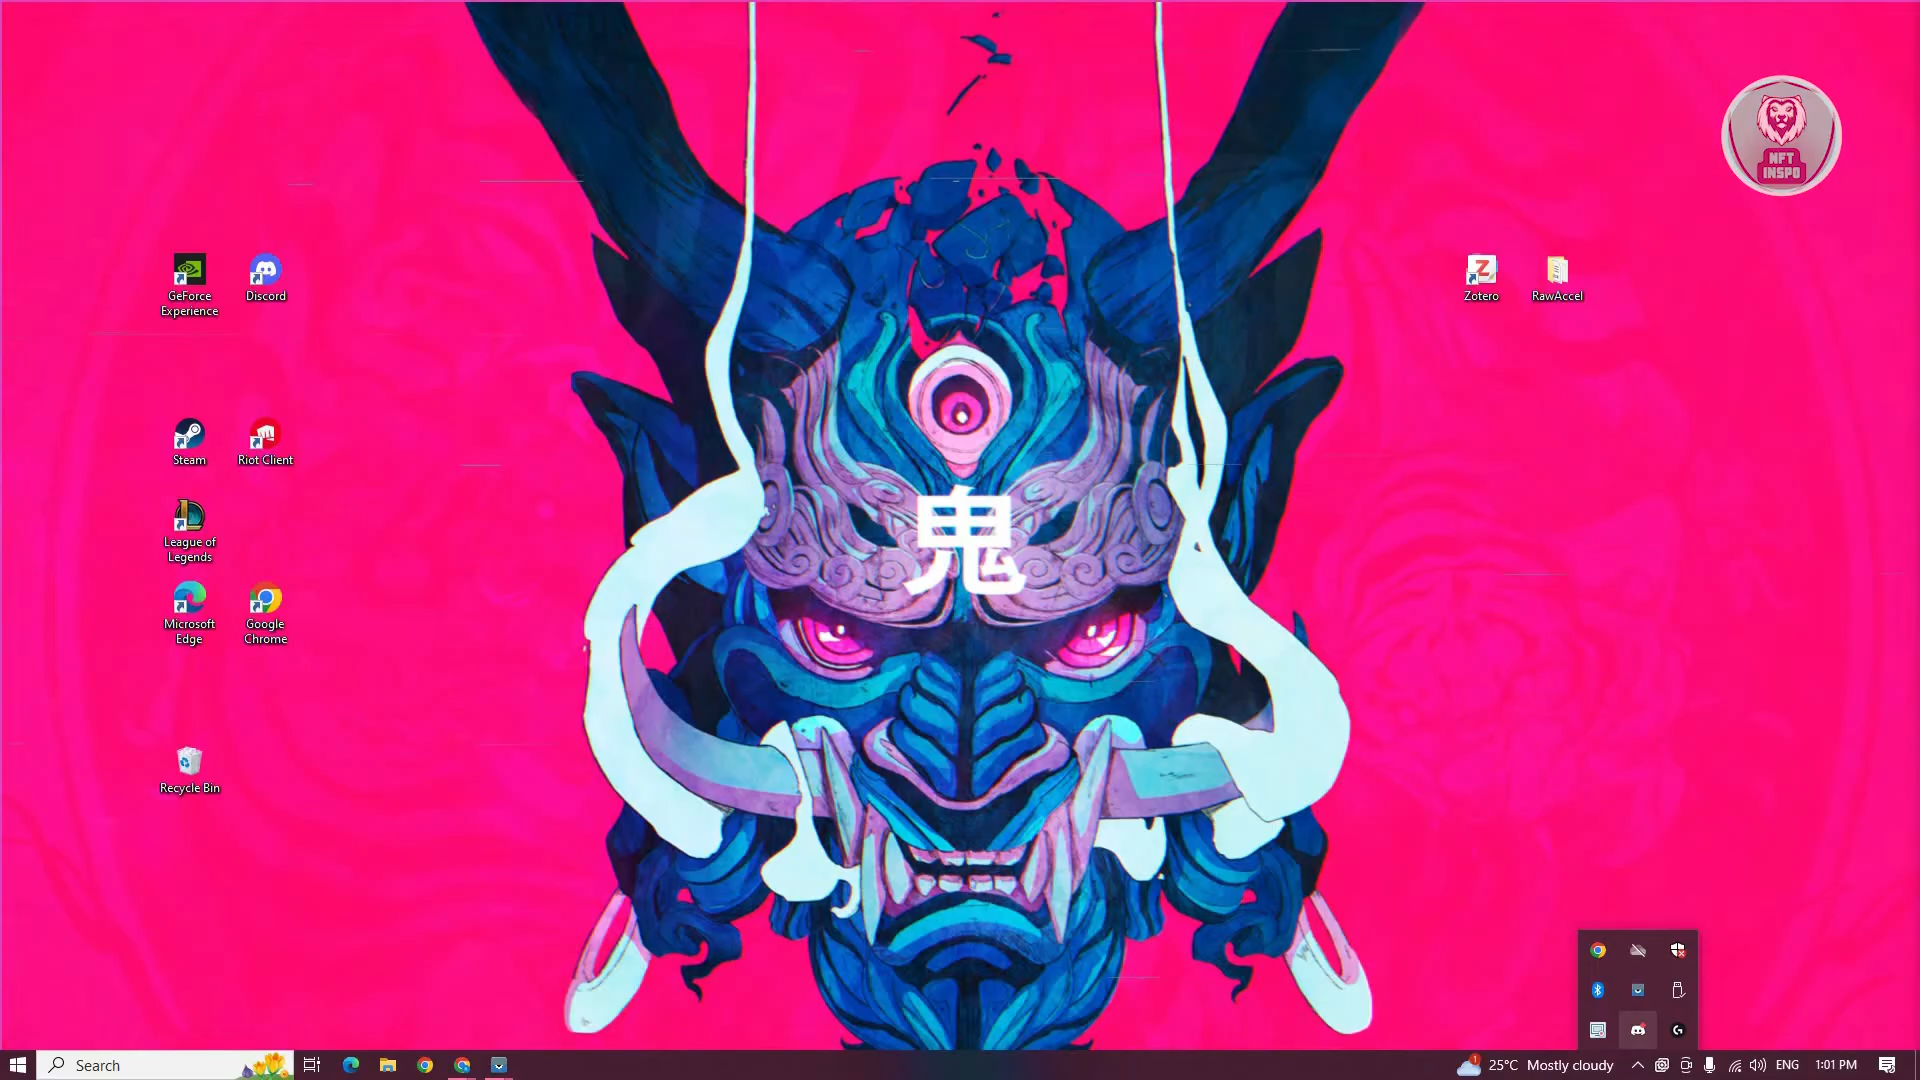 NFT
INSPO
GeForce
Experience
Discord
Zotero
RawAccel
Steam
Riot Client
League of
Legends
鬼
Microsoft
Edge
Google
Chrome
Recycle Bin
Search
1
25°C Mostly cloudy
ENG
1:01 PM